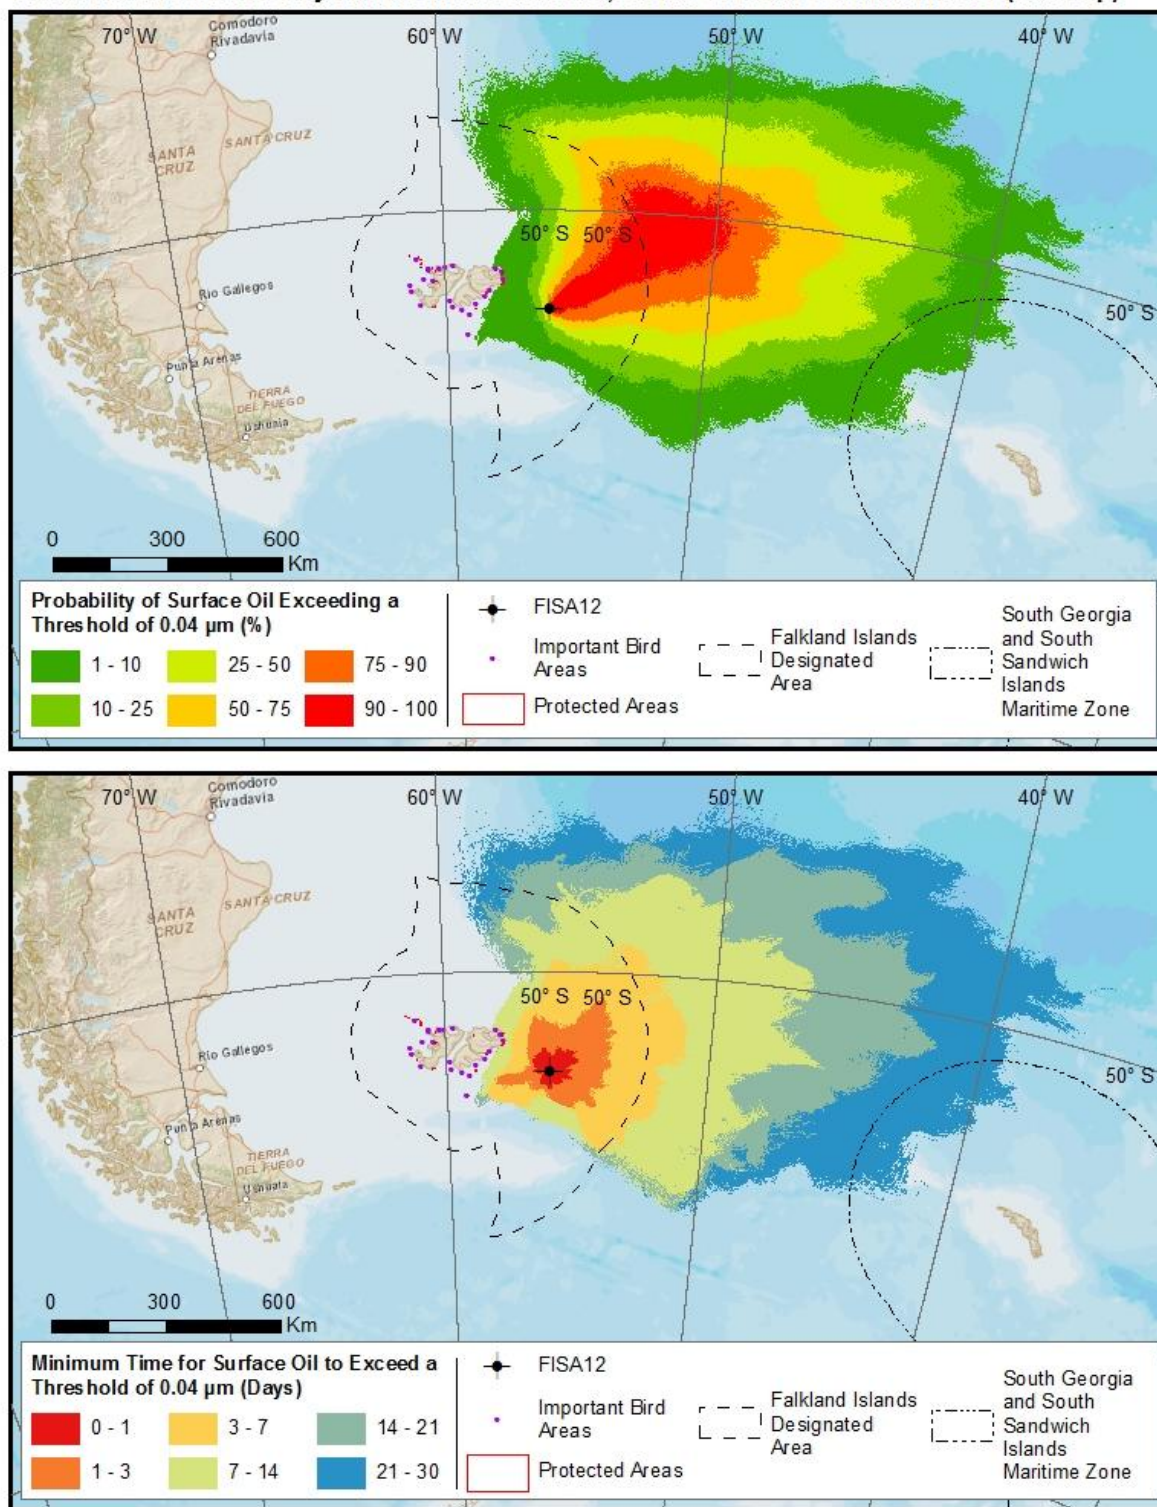 70° W
60° W
50° W
40° W
Comodoro
Rivadavia
SANTA CRUZ
SANTA
CRUZ
50° S 50° S
Rio Gallegos
50° S
Punta Arenas
TIERRA
DEL FUEGO
Ushuaia
0 300 600
Km
Probability of Surface Oil Exceeding a
Threshold of 0.04 µm (%)
1 - 10
25 - 50
75 - 90
10 - 25
50 - 75
90 - 100
FISA12
Important Bird
Areas
Protected Areas
Falkland Islands
Designated
Area
South Georgia
and South
Sandwich
Islands
Maritime Zone
70° W
60° W
50° W
40° W
Comodoro
Rivadavia
SANTA CRUZ
SANTA
CRUZ
50° S 50° S
Rio Gallegos
50° S
Punta Arenas
TIERRA
DEL FUEGO
Ushuaia
0 300 600
Km
Minimum Time for Surface Oil to Exceed a
Threshold of 0.04 µm (Days)
0 - 1
3 - 7
14 - 21
1 - 3
7 - 14
21 - 30
FISA12
Important Bird
Areas
Protected Areas
Falkland Islands
Designated
Area
South Georgia
and South
Sandwich
Islands
Maritime Zone